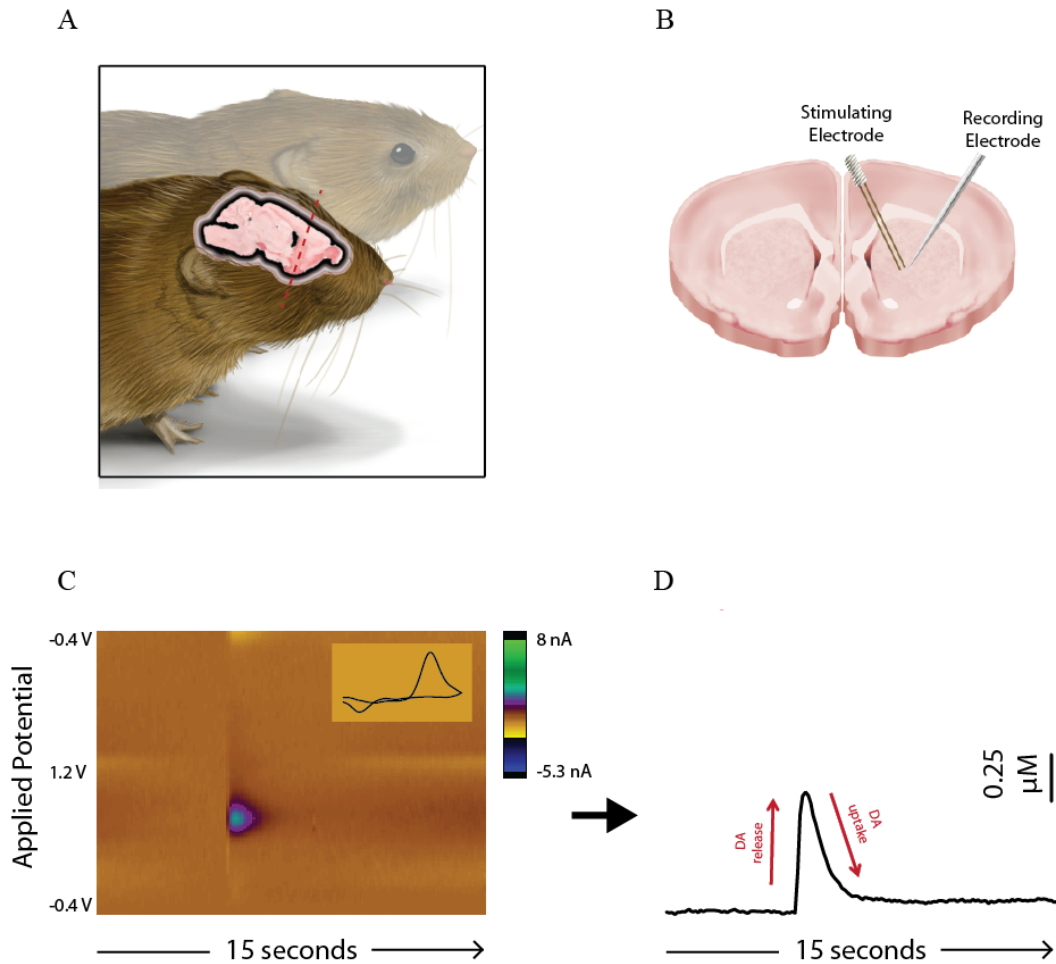 A
B
Stimulating
Electrode
Recording
Electrode
C
D
-0.4 V
1.2 V
-0.4 V
Applied Potential
8 nA
-5.3 nA
15 seconds
DA
release
DA
uptake
0.25
µM
15 seconds